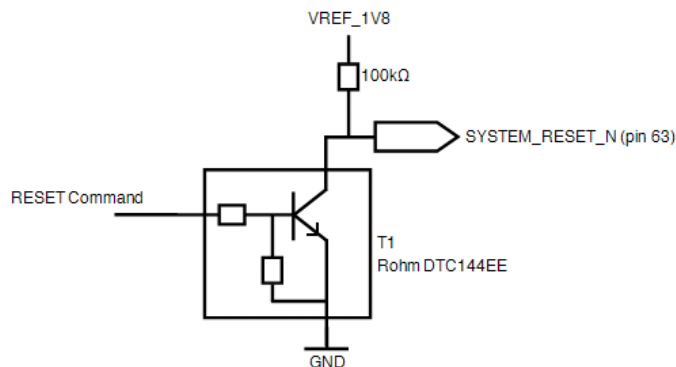 VREF_1V8
100kΩ
SYSTEM_RESET_N (pin 63)
RESET Command
T1
Rohm DTC144EE
GND